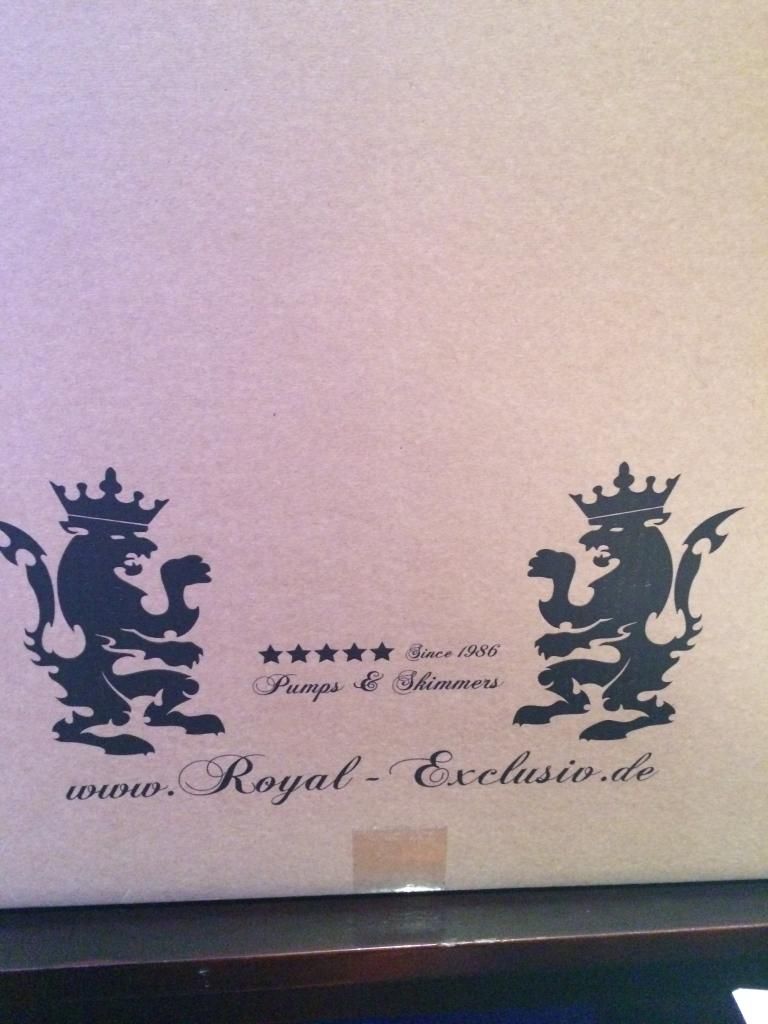 ★★★★★ Since 1986
Pumps & Skimmers
www.Royal-Exclusiv.de